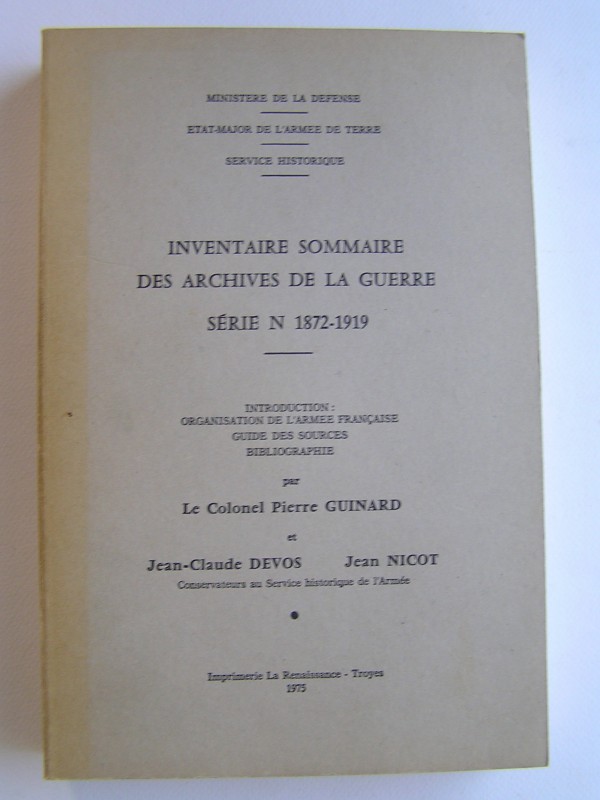 MINISTERE DE LA DEFENSE
ETAT-MAJOR DE L'ARMEE DE TERRE
SERVICE HISTORIQUE
INVENTAIRE SOMMAIRE
DES ARCHIVES DE LA GUERRE
SÉRIE N 1872-1919
INTRODUCTION :
ORGANISATION DE L'ARMEE FRANÇAISE
GUIDE DES SOURCES
BIBLIOGRAPHIE
par
Le Colonel Pierre GUINARD
et
Jean-Claude DEVOS Jean NICOT
Conservateurs au Service historique de l'Armée
Imprimerie La Renaissance - Troyes
1975